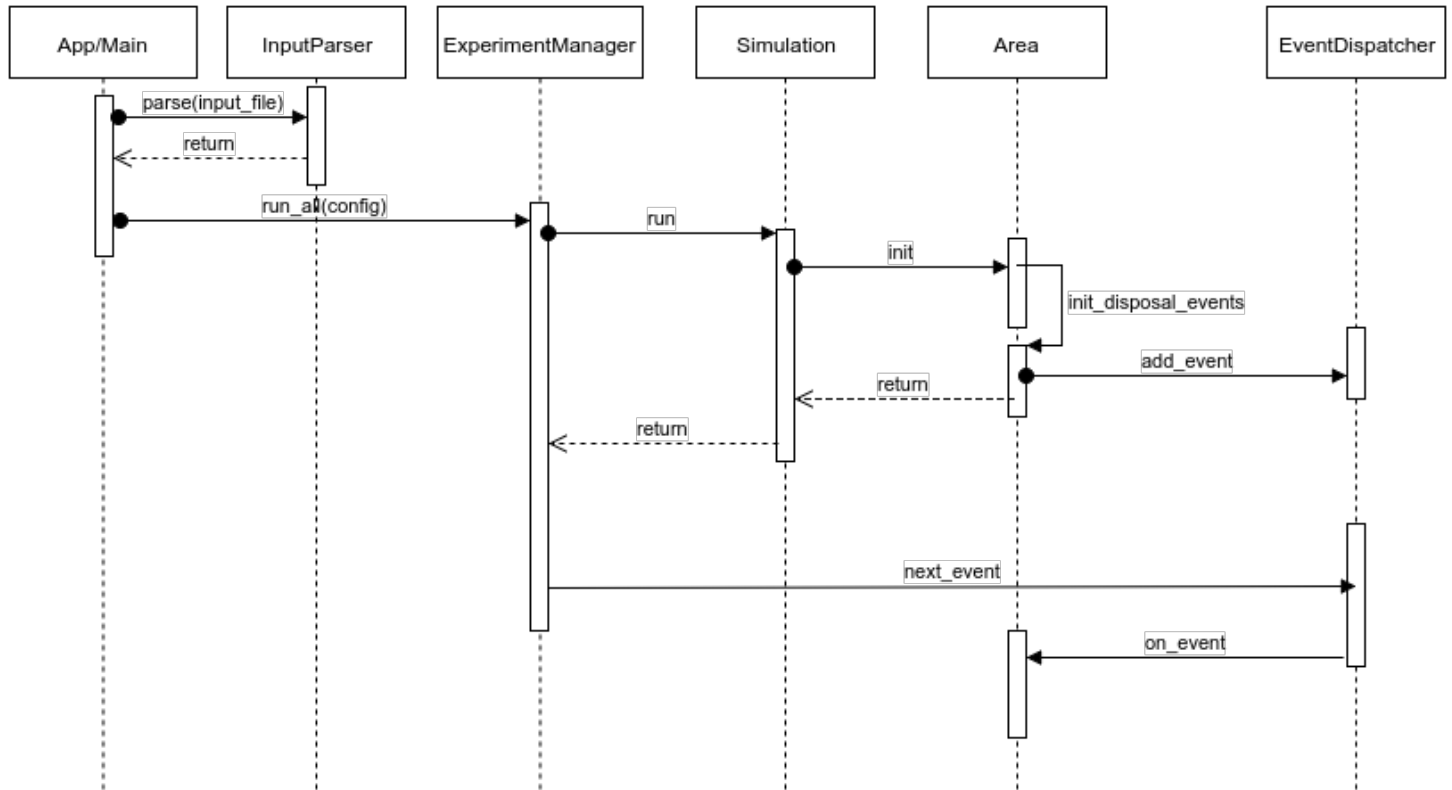 App/Main
InputParser
ExperimentManager
Simulation
Area
EventDispatcher
parse(input_file)
return
run_all(config)
run
init
init_disposal_events
add_event
return
return
next_event
on_event